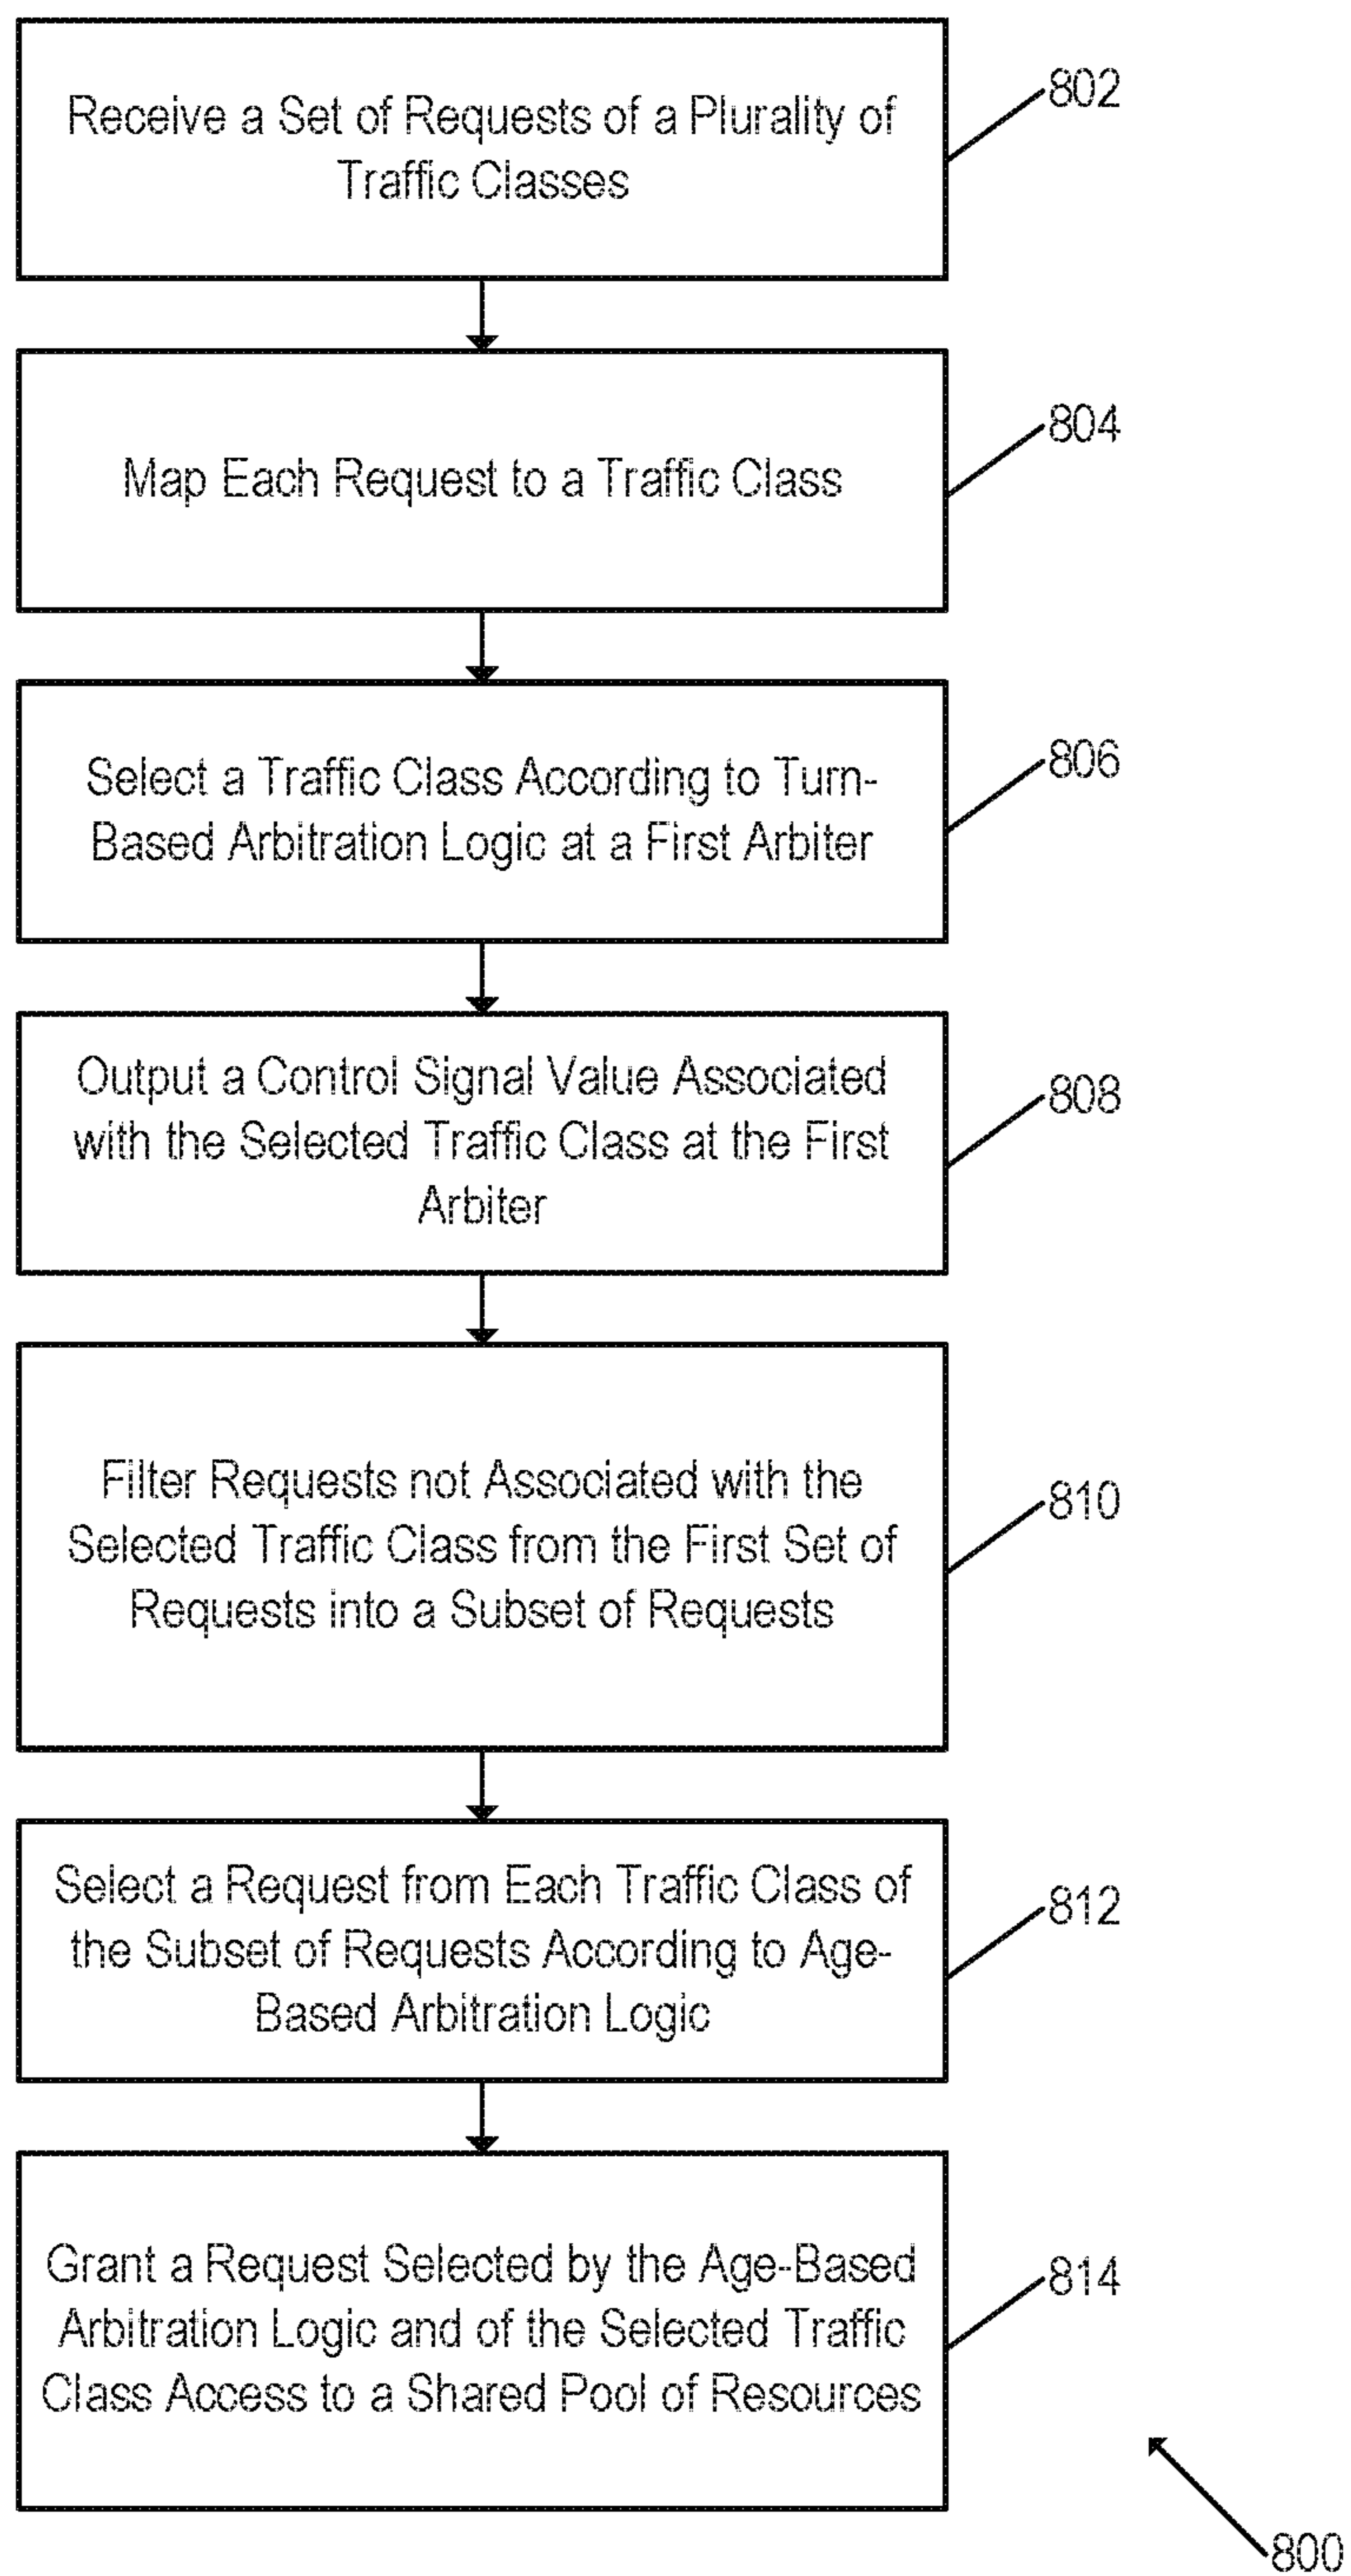 Receive a Set of Requests of a Plurality of
Traffic Classes
802
Map Each Request to a Traffic Class
804
Select a Traffic Class According to Turn-
Based Arbitration Logic at a First Arbiter
806
Output a Control Signal Value Associated
with the Selected Traffic Class at the First
Arbiter
808
Filter Requests not Associated with the
Selected Traffic Class from the First Set of
Requests into a Subset of Requests
810
Select a Request from Each Traffic Class of
the Subset of Requests According to Age-
Based Arbitration Logic
812
Grant a Request Selected by the Age-Based
Arbitration Logic and of the Selected Traffic
Class Access to a Shared Pool of Resources
814
800